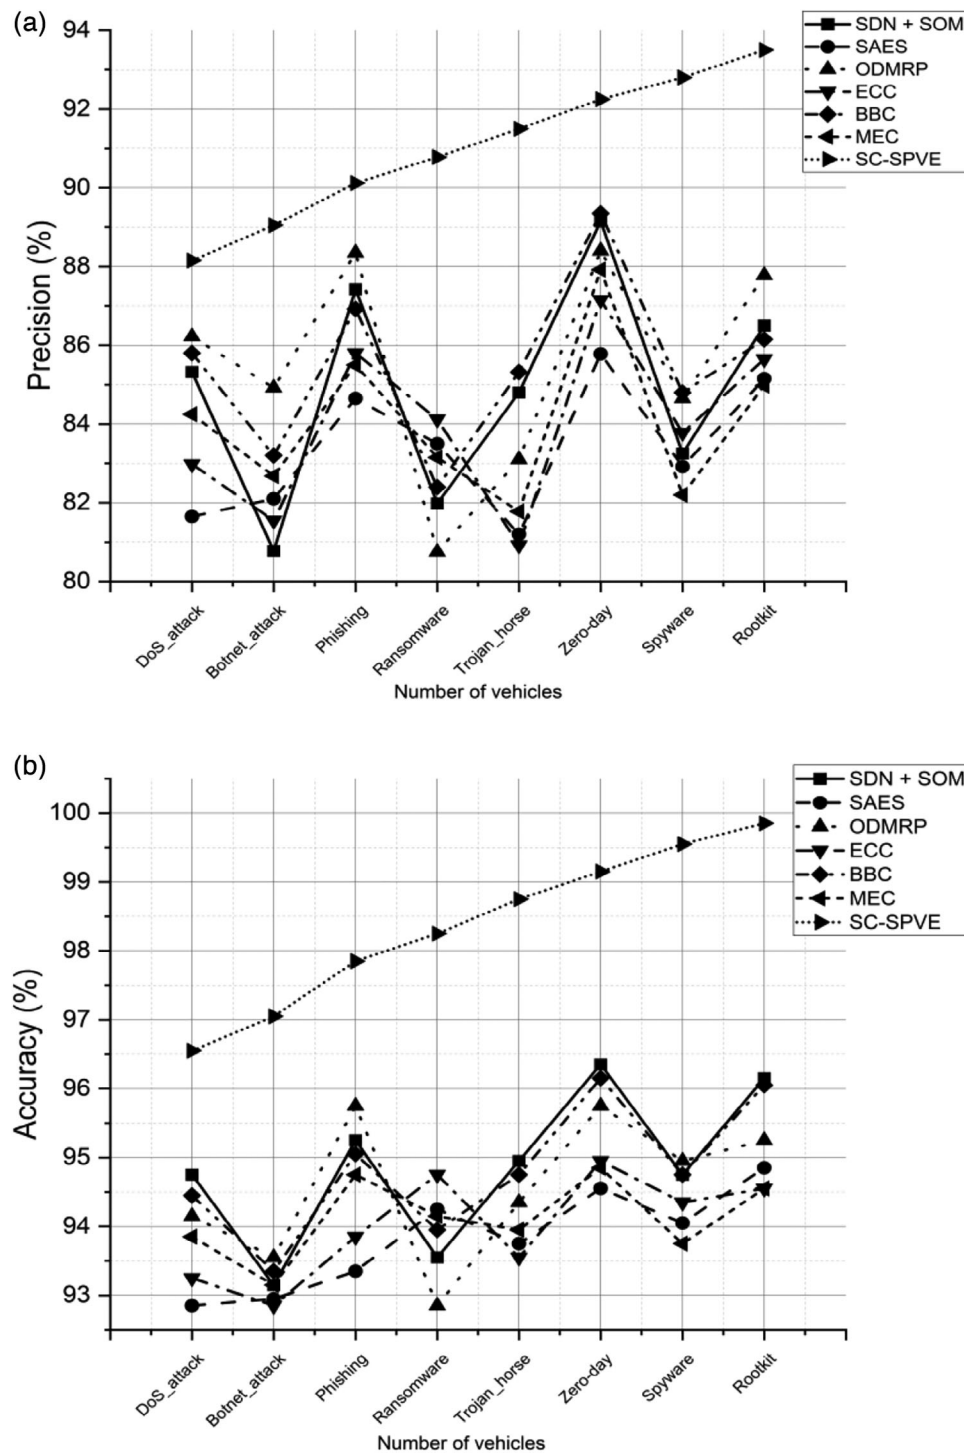 (a)
94
92
90
88
86
84
82
80
Precision (%)
SDN + SOM
SAES
ODMRP
ECC
BBC
MEC
SC-SPVE
DoS_attack
Botnet_attack
Phishing
Ransomware
Trojan_horse
Zero-day
Spyware
Rootkit
Number of vehicles
(b)
100
99
98
97
96
95
94
93
Accuracy (%)
SDN + SOM
SAES
ODMRP
ECC
BBC
MEC
SC-SPVE
DoS_attack
Botnet_attack
Phishing
Ransomware
Trojan_horse
Zero-day
Spyware
Rootkit
Number of vehicles